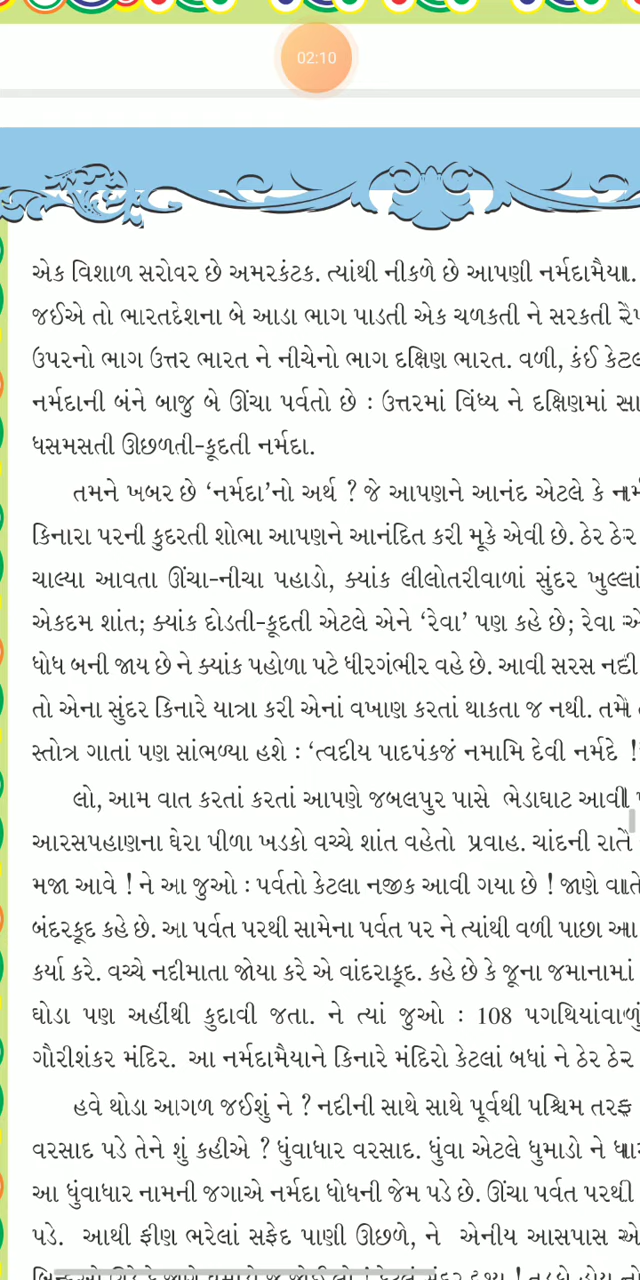 02:10
એક વિશાળ સરોવર છે અમરકંટક. ત્યાંથી નીકળે છે આપણી નર્મદામૈયા.
જઈએ તો ભારતદેશના બે આડા ભાગ પાડતી એક ચળકતી ને સરકતી
ઉપરનો ભાગ ઉત્તર ભારત ને નીચેનો ભાગ દક્ષિણ ભારત. વળી, કંઈ
નર્મદાની બંને બાજુ બે ઊંચા પર્વતો છે : ઉત્તરમાં વિંધ્ય ને દક્ષિણમાં
ધસમસતી ઊછળતી-કૂદતી નર્મદા.
તમને ખબર છે ‘નર્મદા’નો અર્થ ? જે આપણને આનંદ એટલે કે
કિનારા પરની કુદરતી શોભા આપણને આનંદિત કરી મૂકે એવી છે. ઠેર ઠેર
ચાલ્યા આવતા ઊંચા-નીચા પહાડો, ક્યાંક લીલોતરીવાળાં સુંદર
એકદમ શાંત; ક્યાંક દોડતી-કૂદતી એટલે એને ‘રેવા’ પણ કહે છે; રેવા
ધોધ બની જાય છે ને ક્યાંક પહોળા પટે ધીરગંભીર વહે છે. આવી સરસ નદી
તો એના સુંદર કિનારે યાત્રા કરી એનાં વખાણ કરતાં થાકતા જ નથી. તમે
સ્તોત્ર ગાતાં પણ સાંભળ્યા હશે : ‘ત્વદીય પાદપંકજં નમામિ દેવી નર્મદે !
લો, આમ વાત કરતાં કરતાં આપણે જબલપુર પાસે ભેડાઘાટ આવી
આરસપહાણના ઘેરા પીળા ખડકો વચ્ચે શાંત વહેતો પ્રવાહ. ચાંદની રાતે
મજા આવે ! ને આ જુઓ : પર્વતો કેટલા નજીક આવી ગયા છે ! જાણે
બંદરકૂદ કહે છે. આ પર્વત પરથી સામેના પર્વત પર ને ત્યાંથી વળી પાછા આ
કર્યા કરે. વચ્ચે નદીમાતા જોયા કરે એ વાંદરાકૂદ. કહે છે કે જૂના જમાનામાં
ઘોડા પણ અહીંથી કુદાવી જતા. ને ત્યાં જુઓ : 108 પગથિયાંવાળું
ગૌરીશંકર મંદિર. આ નર્મદામૈયાને કિનારે મંદિરો કેટલાં બધાં ને ઠેર ઠેર
હવે થોડા આગળ જઈશું ને ? નદીની સાથે સાથે પૂર્વથી પશ્ચિમ તરફ
વરસાદ પડે તેને શું કહીએ ? ધુંવાધાર વરસાદ. ધુંવા એટલે ધુમાડો ને
આ ધુંવાધાર નામની જગાએ નર્મદા ધોધની જેમ પડે છે. ઊંચા પર્વત પરથી
પડે. આથી ફીણ ભરેલાં સફેદ પાણી ઊછળે, ને એનીય આસપાસ